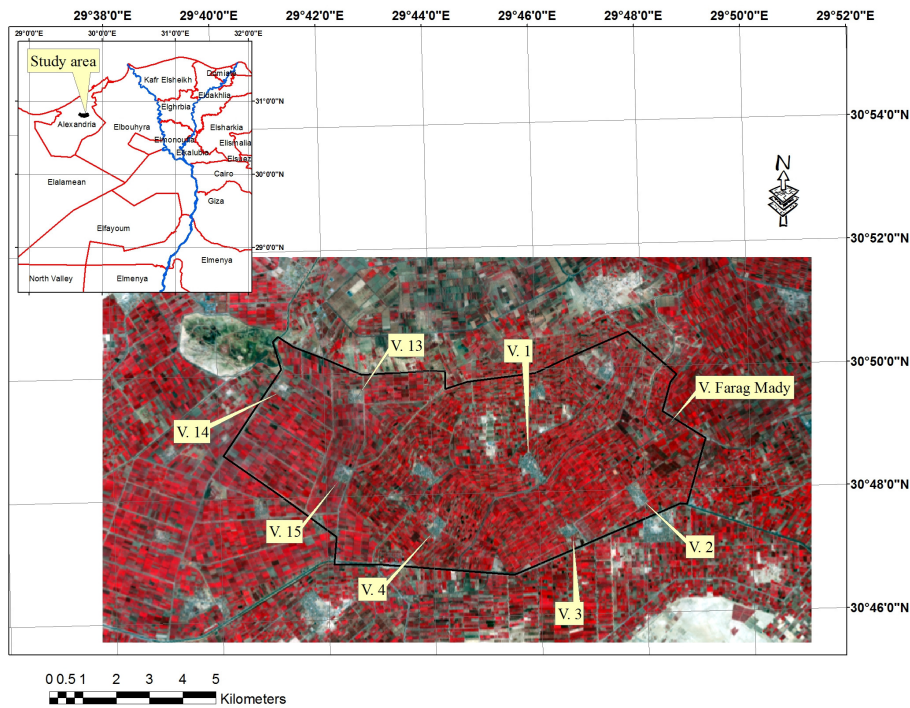 29°38'0"E 29°40'0"E 29°42'0"E 29°44'0"E 29°46'0"E 29°48'0"E 29°50'0"E 29°52'0"E
29°0'0"E 30°0'0"E 31°0'0"E 32°0'0"E
Study area
Kafr Elsheikh
Domiata
Eldakhlia
Elghrbia
31°0'0"N
Alexandria
Elbouhyra
Elsharkia
Elmonoufia
Elismalia
Elkalubia
Elsuez
Cairo
30°0'0"N
Elalamean
Giza
Elfayoum
29°0'0"N
Elmenya
North Valley
Elmenya
N
30°54'0"N
30°52'0"N
30°50'0"N
30°48'0"N
30°46'0"N
V. 13
V. 1
V. Farag Mady
V. 14
V. 15
V. 2
V. 4
V. 3
0 0.5 1 2 3 4 5
Kilometers